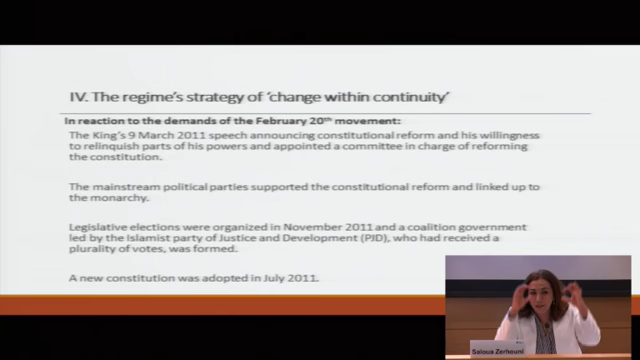 IV. The regime's strategy of 'change within continuity'
In reaction to the demands of the February 20th movement:
The King's 9 March 2011 speech announcing constitutional reform and his willingness
to relinquish parts of his powers and appointed a committee in charge of reforming
the constitution.
The mainstream political parties supported the constitutional reform and linked up to
the monarchy.
Legislative elections were organized in November 2011 and a coalition government
led by the Islamist party of Justice and Development (PJD), who had received a
plurality of votes, was formed.
A new constitution was adopted in July 2011.
Saloua Zerhouni